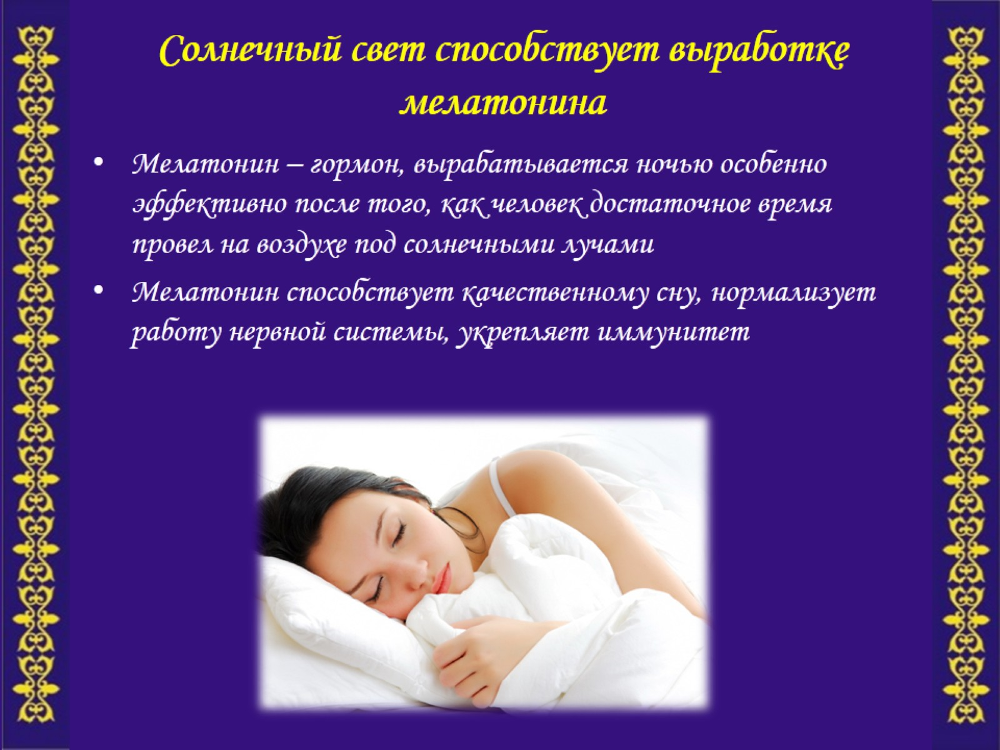 Солнечный свет способствует выработке
мелатонина
• Мелатонин – гормон, вырабатывается ночью особенно
эффективно после того, как человек достаточное время
провел на воздухе под солнечными лучами
• Мелатонин способствует качественному сну, нормализует
работу нервной системы, укрепляет иммунитет